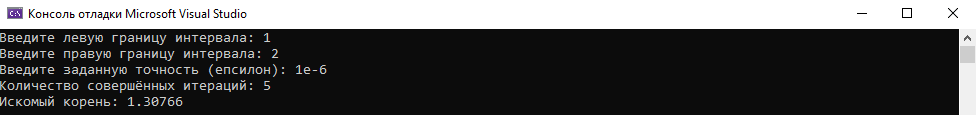 Консоль отладки Microsoft Visual Studio
Введите левую границу интервала: 1
Введите правую границу интервала: 2
Введите заданную точность (епсилон): 1e-6
Количество совершённых итераций: 5
Искомый корень: 1.30766